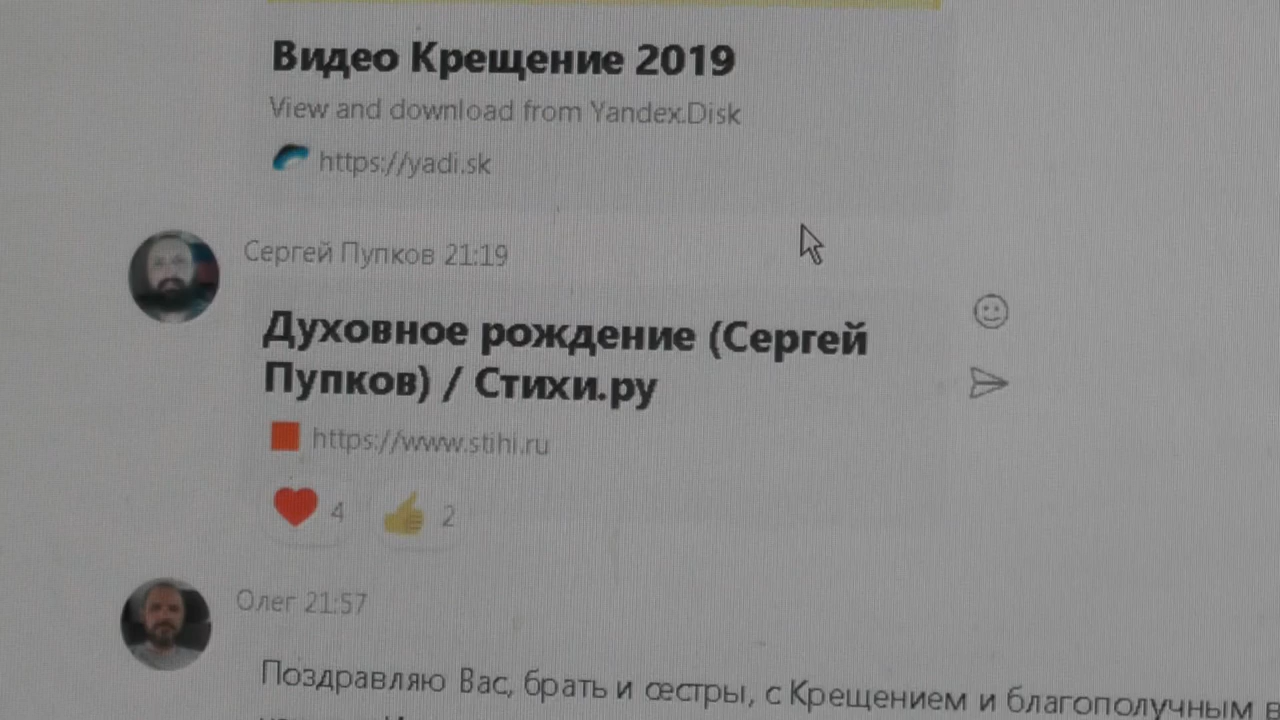 Видео Крещение 2019
View and download from Yandex.Disk
https://yadi.sk
Сергей Пупков 21:19
Духовное рождение (Сергей
Пупков) / Стихи.ру
https://www.stihi.ru
4 2
Олег 21:57
Поздравляю Вас, брать и сестры, с Крещением и благополучным